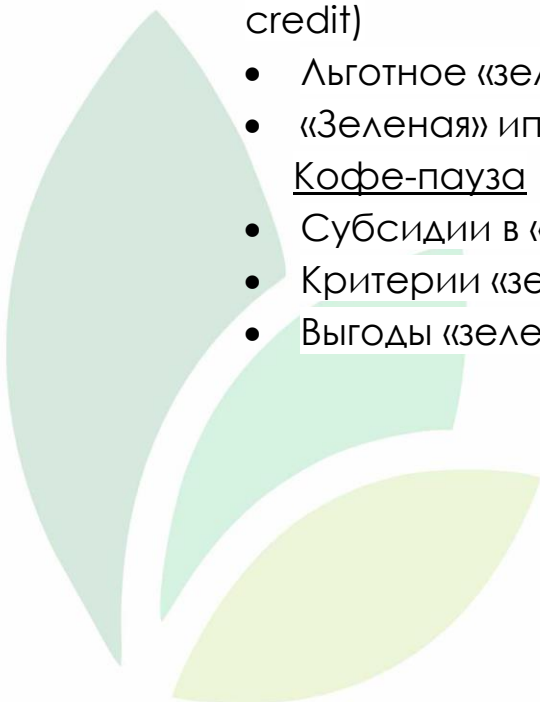 credit)
• Льготное «зел
• «Зеленая» ип
Кофе-пауза
• Субсидии в «
• Критерии «зе
• Выгоды «зеле